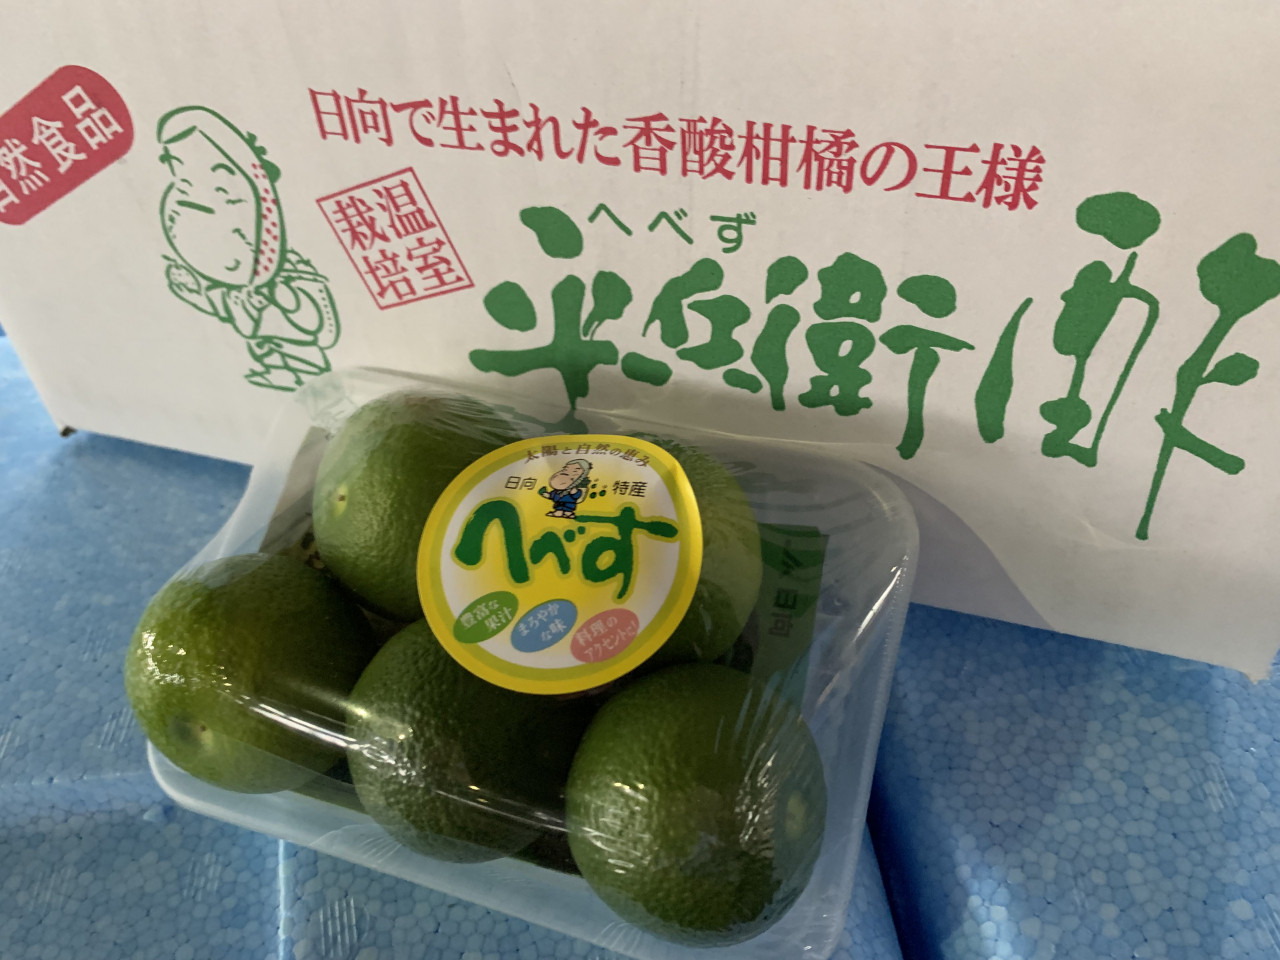 然食品
日向で生まれた香酸柑橘の王様
温室
栽培
へべず
平兵衛酢
太陽と自然の恵み
日向 特産
へべす
豊富な
果汁
まろやか
な味
料理の
アクセントに!
日向